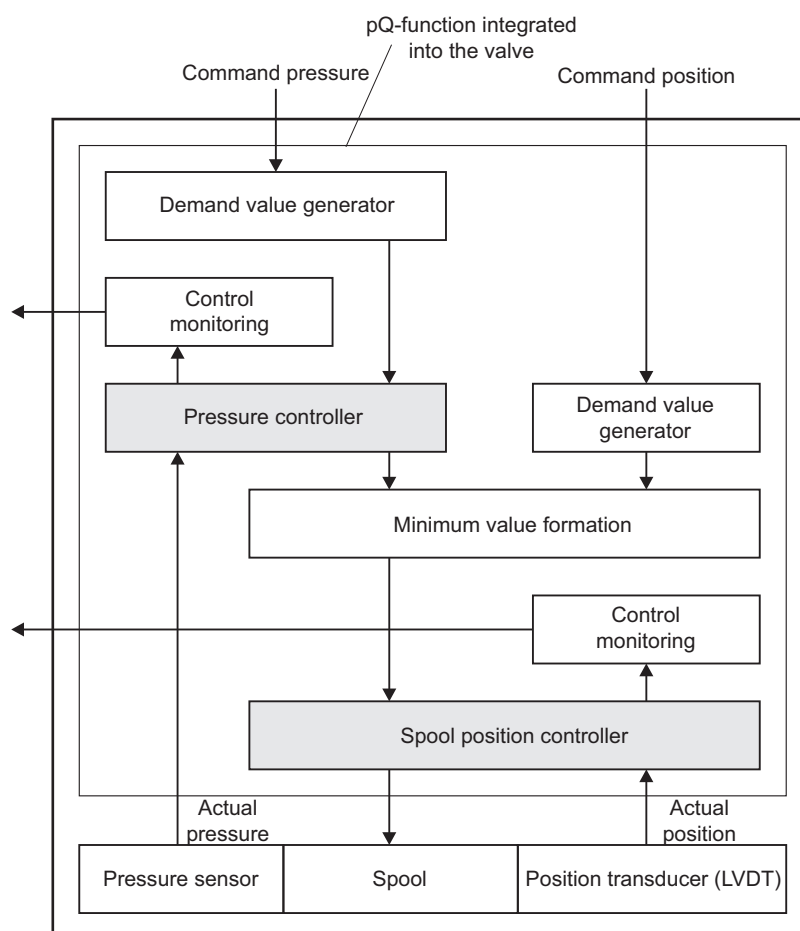 pQ-function integrated
into the valve
Command pressure
Command position
Demand value generator
Control
monitoring
Pressure controller
Demand value
generator
Minimum value formation
Control
monitoring
Spool position controller
Actual
pressure
Actual
position
Pressure sensor
Spool
Position transducer (LVDT)